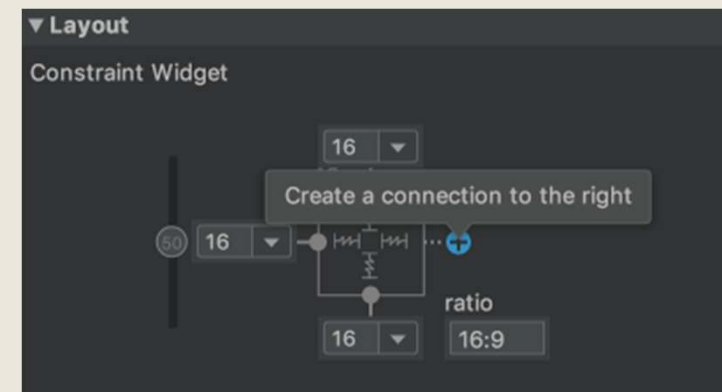 Layout
Constraint Widget
16
Create a connection to the right
50
16
ratio
16
16:9